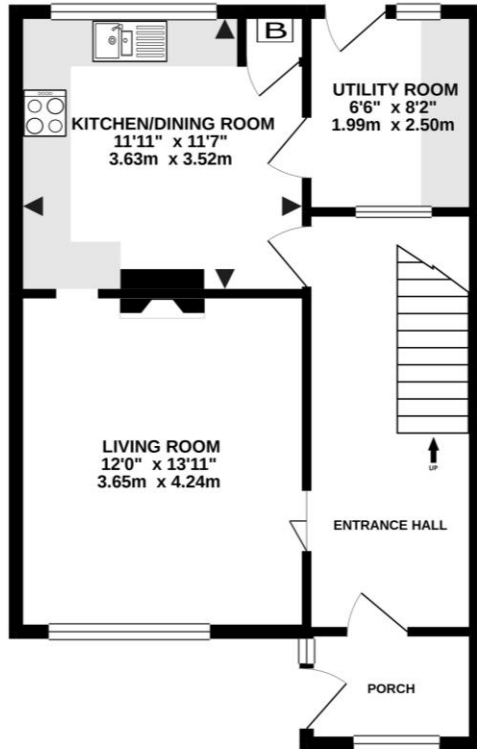 B
UTILITY ROOM
6'6" x 8'2"
1.99m x 2.50m
KITCHEN/DINING ROOM
11'11" x 11'7"
3.63m x 3.52m
LIVING ROOM
12'0" x 13'11"
3.65m x 4.24m
UP
ENTRANCE HALL
PORCH